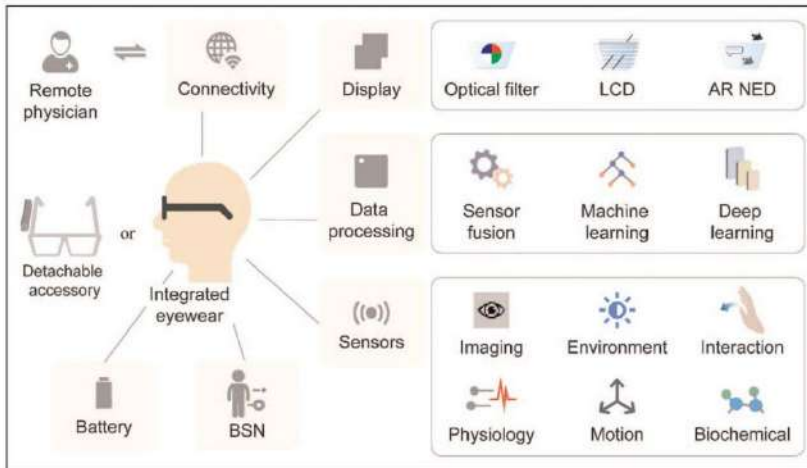 Remote
physician
Connectivity
Display
Optical filter
LCD
AR NED
Detachable
accessory
or
Integrated
eyewear
Data
processing
Sensor
fusion
Machine
learning
Deep
learning
Sensors
Imaging
Environment
Interaction
Physiology
Motion
Biochemical
Battery
BSN